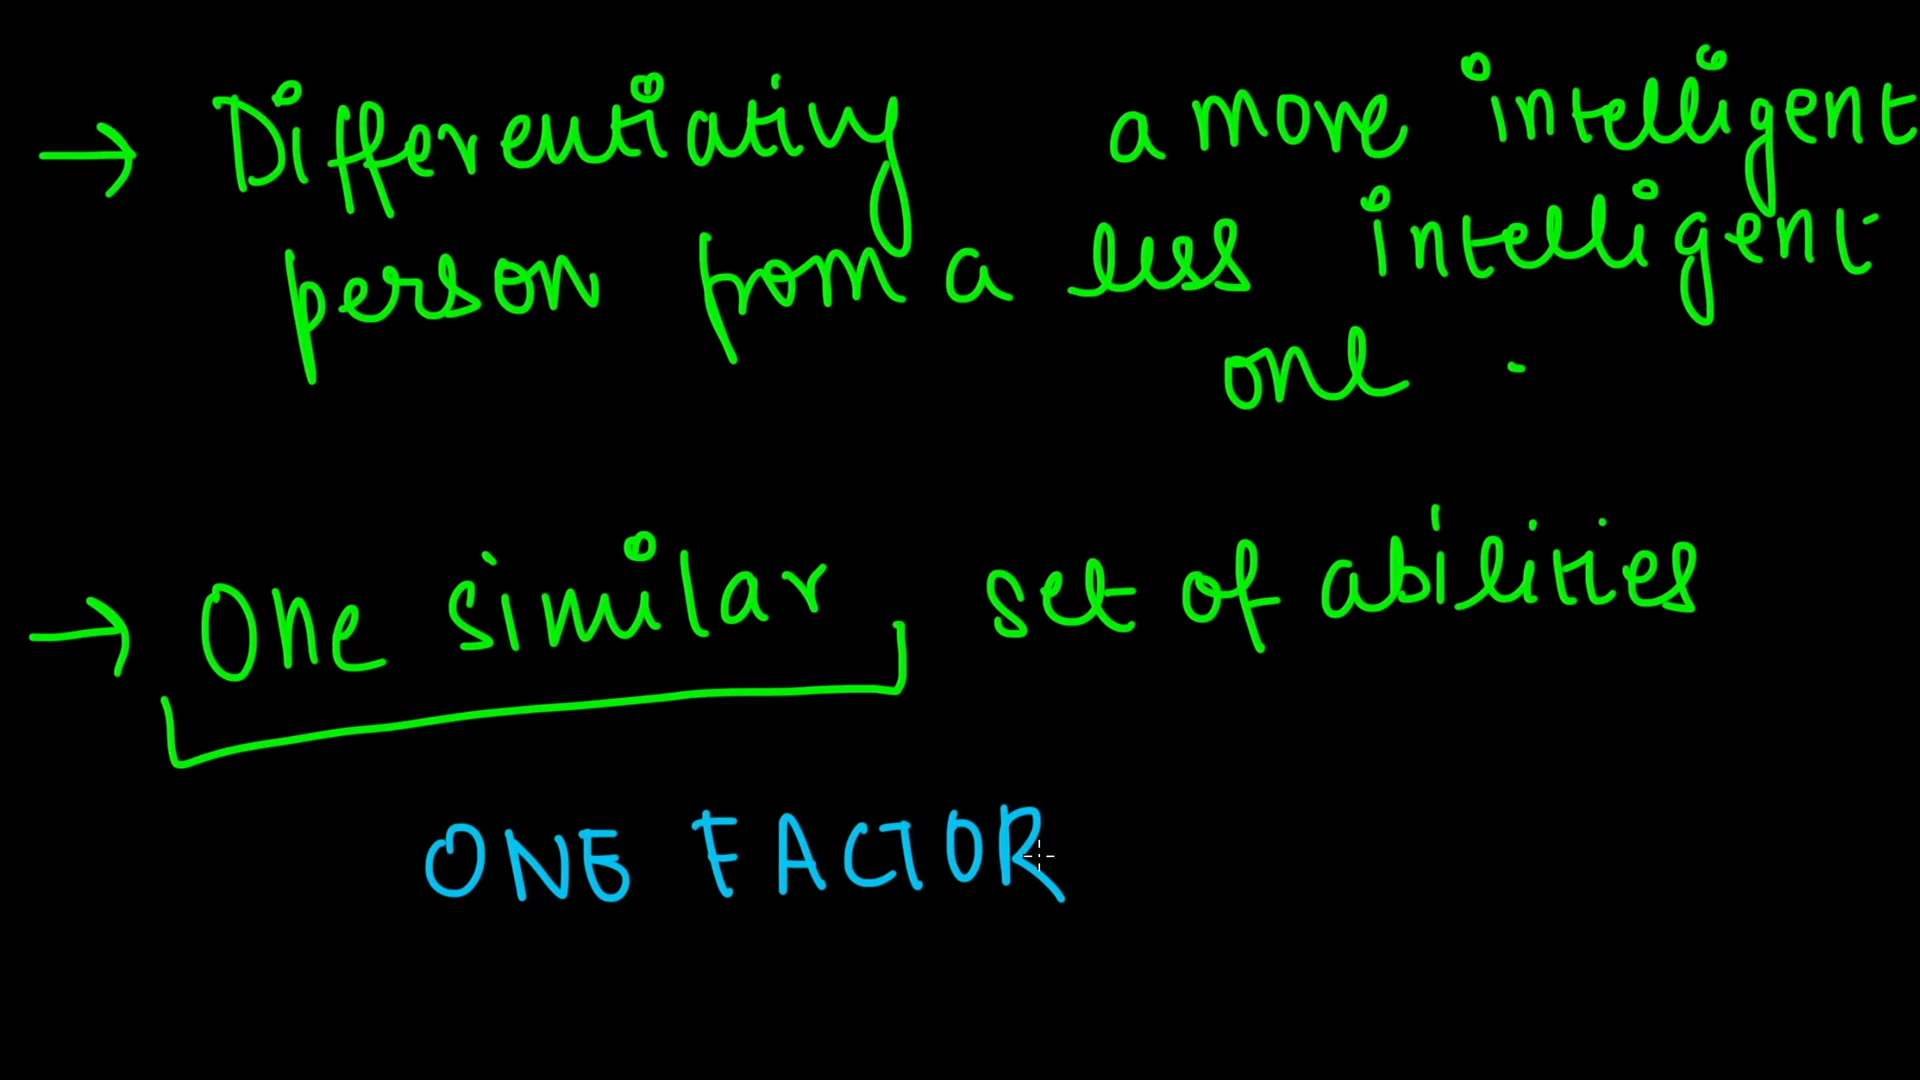 → Differentiating a more intelligent
person from a less intelligent
one .
→ One similar set of abilities
ONE FACTOR